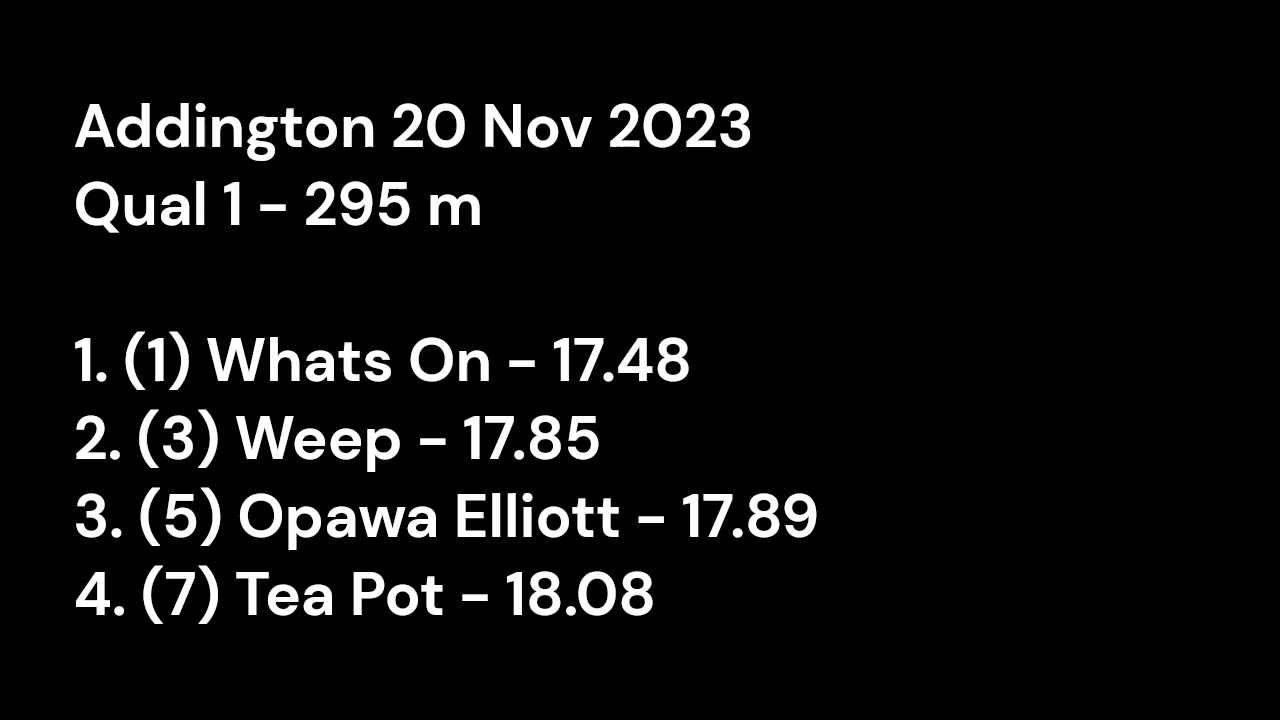 Addington 20 Nov 2023
Qual 1 – 295 m
1. (1) Whats On – 17.48
2. (3) Weep – 17.85
3. (5) Opawa Elliott – 17.89
4. (7) Tea Pot – 18.08